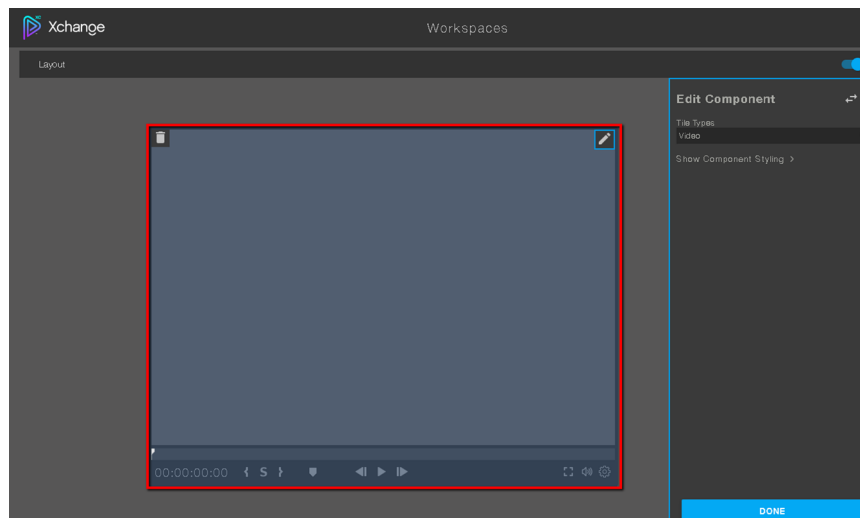 Xchange
Workspaces
Layout
Edit Component
Tile Types
Video
Show Component Styling >
00:00:00:00 { S }
DONE